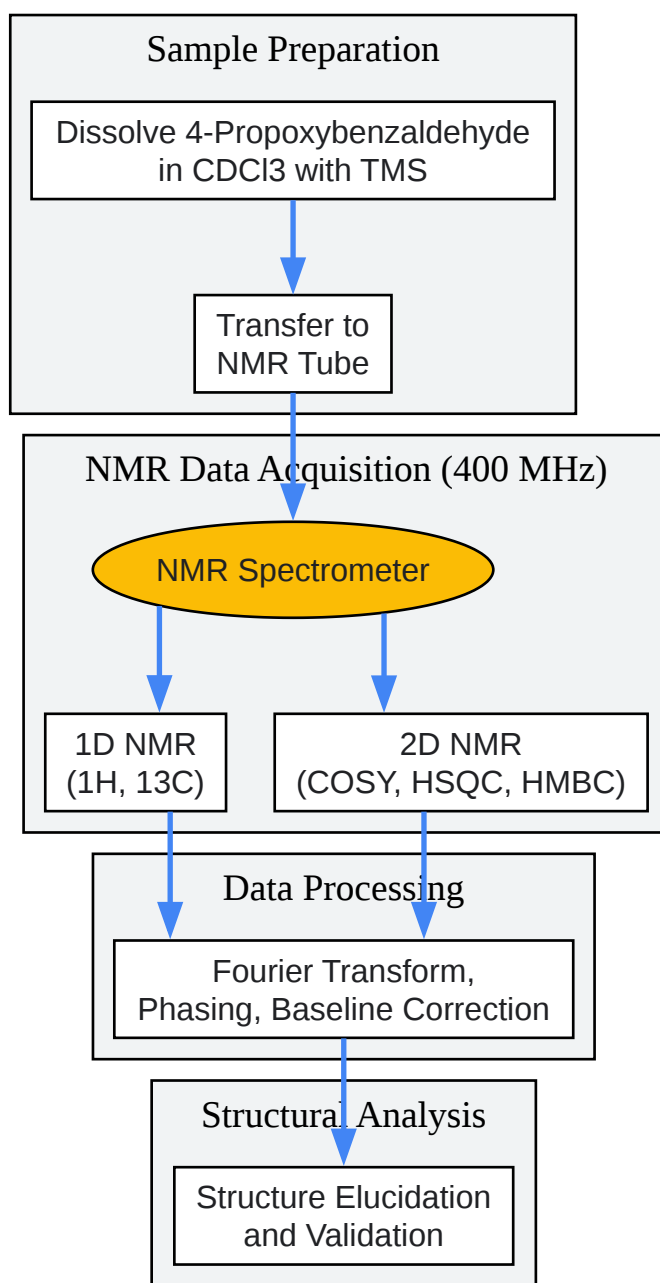 Sample Preparation
Dissolve 4-Propoxybenzaldehyde
in CDCl3 with TMS
Transfer to
NMR Tube
NMR Data Acquisition (400 MHz)
NMR Spectrometer
1D NMR
(1H, 13C)
2D NMR
(COSY, HSQC, HMBC)
Data Processing
Fourier Transform,
Phasing, Baseline Correction
Structural Analysis
Structure Elucidation
and Validation